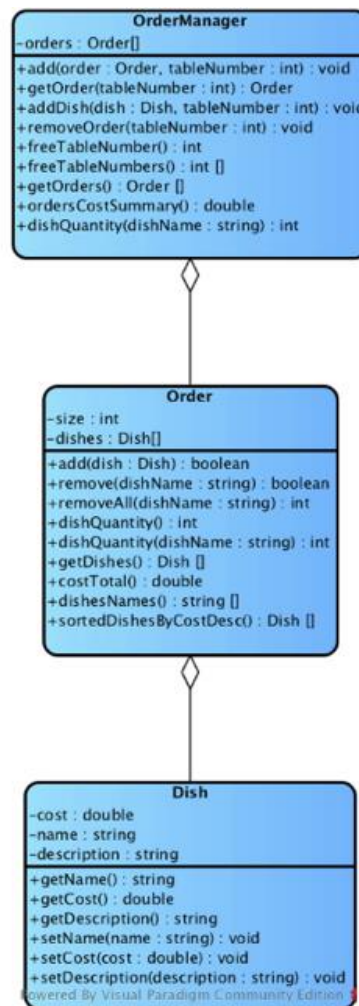 OrderManager
-orders : Order[]
+add(order : Order, tableNumber : int) : void
+getOrder(tableNumber : int) : Order
+addDish(dish : Dish, tableNumber : int) : void
+removeOrder(tableNumber : int) : void
+freeTableNumber() : int
+freeTableNumbers() : int []
+getOrders() : Order []
+ordersCostSummary() : double
+dishQuantity(dishName : string) : int
Order
-size : int
-dishes : Dish[]
+add(dish : Dish) : boolean
+remove(dishName : string) : boolean
+removeAll(dishName : string) : int
+dishQuantity() : int
+dishQuantity(dishName : string) : int
+getDishes() : Dish []
+costTotal() : double
+dishesNames() : string []
+sortedDishesByCostDesc() : Dish []
Dish
-cost : double
-name : string
-description : string
+getName() : string
+getCost() : double
+getDescription() : string
+setName(name : string) : void
+setCost(cost : double) : void
+setDescription(description : string) : void
Powered By Visual Paradigm Community Edition